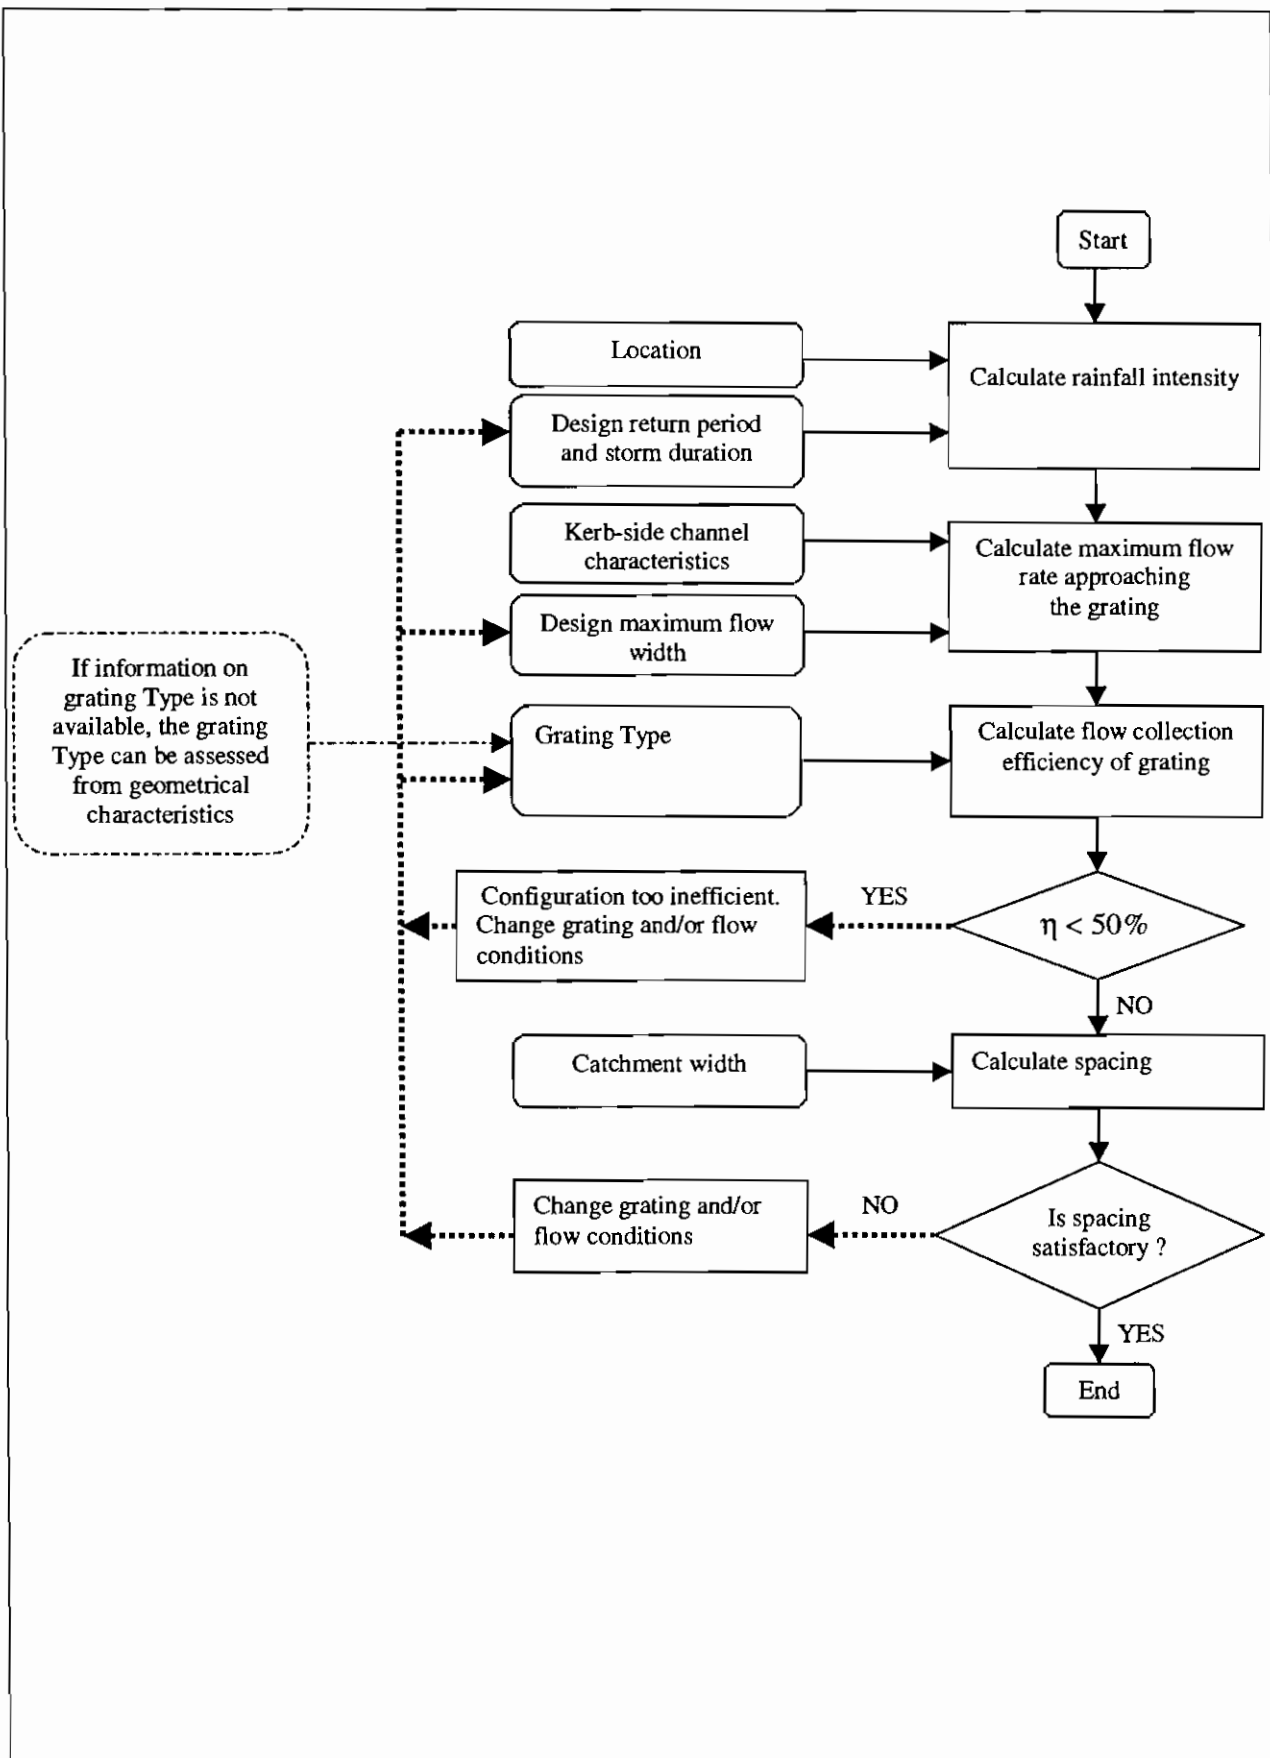 Start
Location
Calculate rainfall intensity
Design return period
and storm duration
Kerb-side channel
characteristics
Calculate maximum flow
rate approaching
the grating
Design maximum flow
width
If information on
grating Type is not
available, the grating
Type can be assessed
from geometrical
characteristics
Grating Type
Calculate flow collection
efficiency of grating
Configuration too inefficient.
Change grating and/or flow
conditions
YES
η < 50%
NO
Catchment width
Calculate spacing
Change grating and/or
flow conditions
NO
Is spacing
satisfactory ?
YES
End